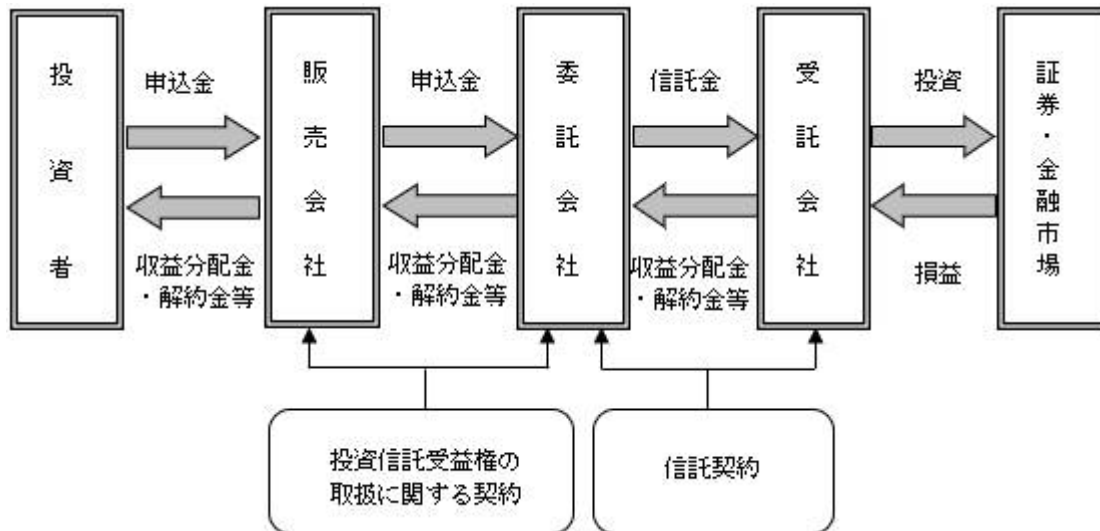 投資者
申込金
収益分配金
・解約金等
販売会社
申込金
収益分配金
・解約金等
委託会社
信託金
収益分配金
・解約金等
受託会社
投資
損益
証券・金融市場
投資信託受益権の
取扱に関する契約
信託契約